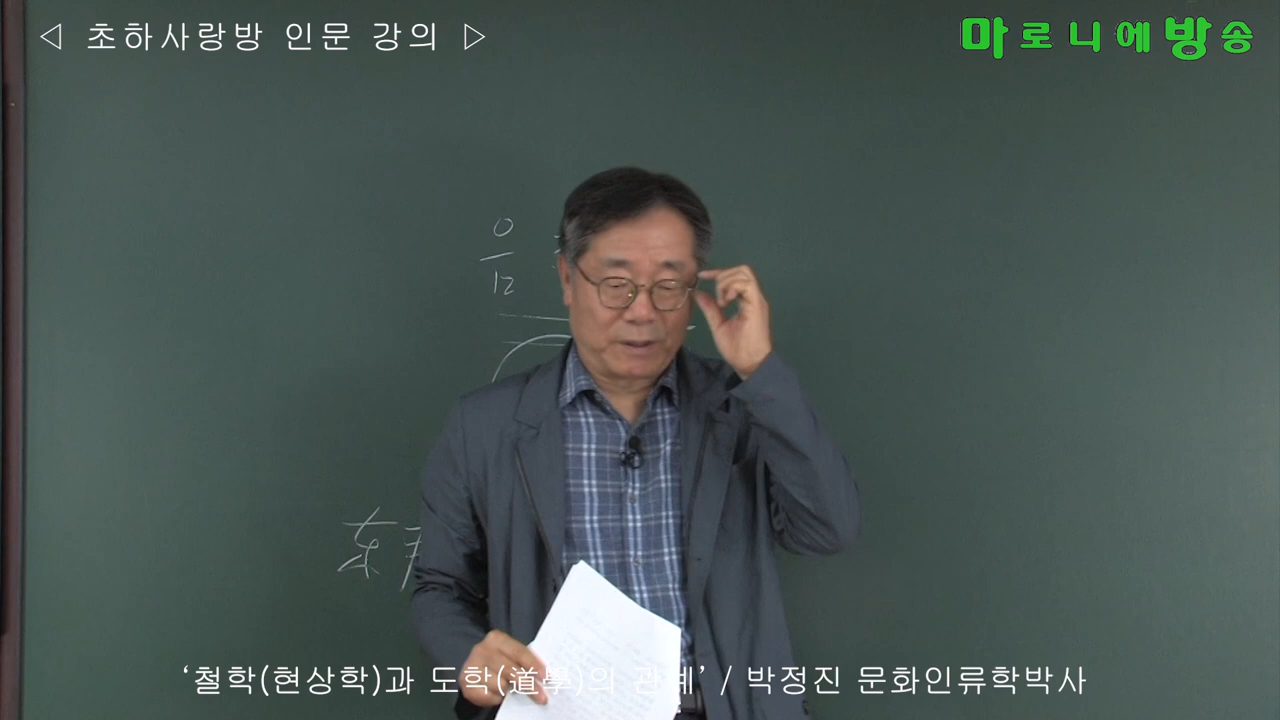 ◁ 초하사랑방 인문 강의 ▷
마로니에방송
0
12
‘철학(현상학)과 도학(道學)의 관계’ / 박정진 문화인류학박사